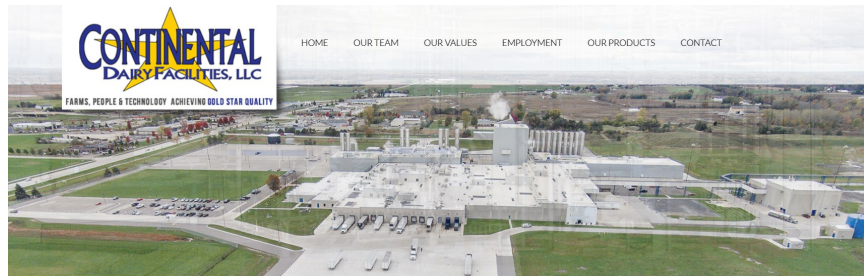 CONTINENTAL
DAIRY FACILITIES, LLC
FARMS, PEOPLE & TECHNOLOGY ACHIEVING GOLD STAR QUALITY
HOME OUR TEAM OUR VALUES EMPLOYMENT OUR PRODUCTS CONTACT